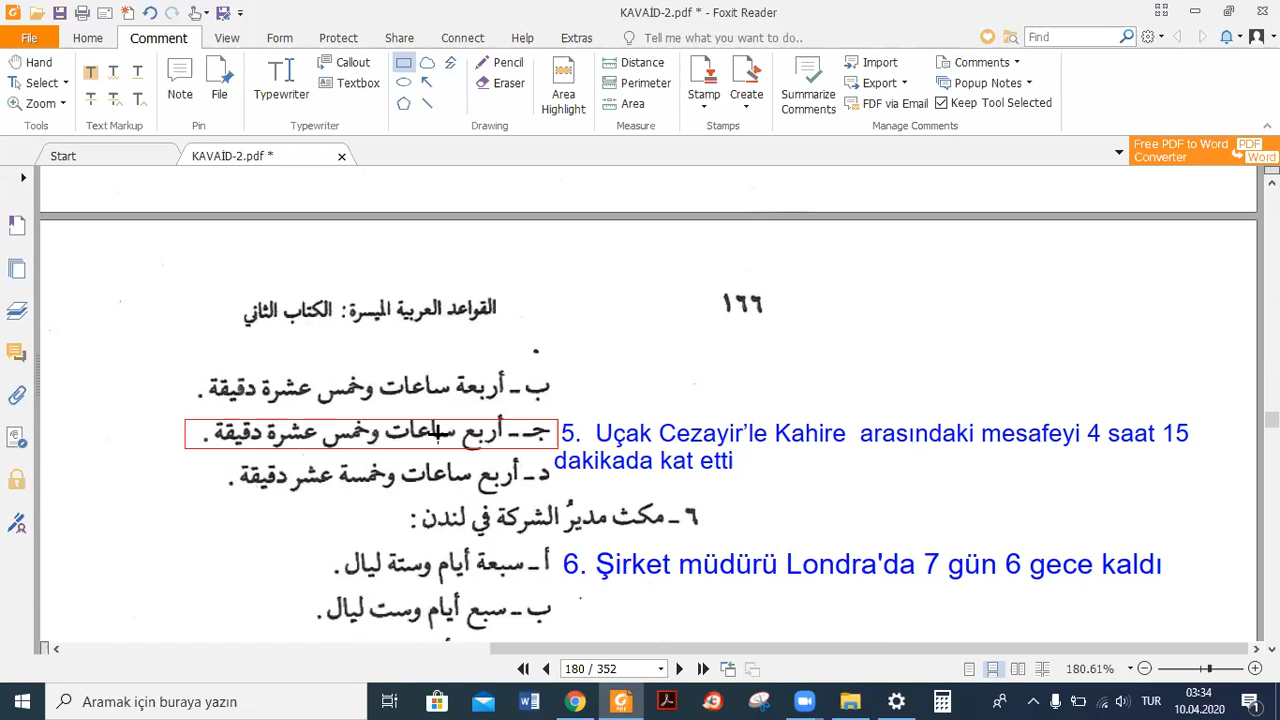 KAVAİD-2.pdf * - Foxit Reader
File Home Comment View Form Protect Share Connect Help Extras Tell me what you want to do.. Find
Hand
Select
Zoom
Tools
Text Markup
Note
File
Pin
Typewriter
Callout
Textbox
Typewriter
Pencil
Eraser
Area Highlight
Drawing
Distance
Perimeter
Area
Measure
Stamp
Create
Stamps
Summarize Comments
Import
Export
FDF via Email
Comments
Popup Notes
Keep Tool Selected
Manage Comments
Start
KAVAİD-2.pdf *
Free PDF to Word Converter
PDF
Word
١٦٦ القواعد العربية الميسرة : الكتاب الثاني
ب ـ أربعة ساعات وخمس عشرة دقيقة .
جـ ـ أربع ساعات وخمس عشرة دقيقة .
5. Uçak Cezayir’le Kahire arasındaki mesafeyi 4 saat 15
dakikada kat etti
د ـ أربع ساعات وخمسة عشر دقيقة .
٦ ـ مكث مديرُ الشركة في لندن :
أ ـ سبعة أيام وستة ليال .
6. Şirket müdürü Londra'da 7 gün 6 gece kaldı
ب ـ سبع أيام وست ليال .
180 / 352
180.61%
Aramak için buraya yazın
TUR
03:34
10.04.2020